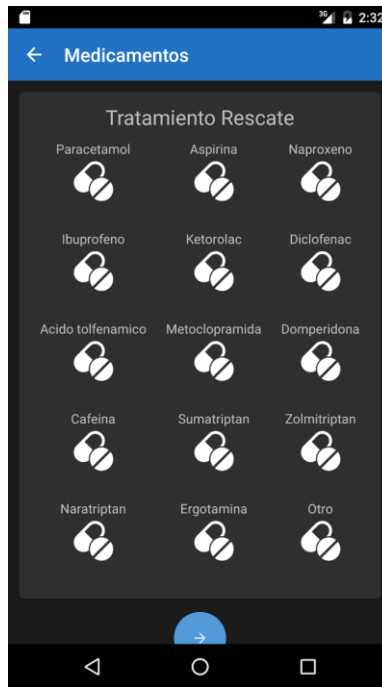 3G 2:32
Medicamentos
Tratamiento Rescate
Paracetamol Aspirina Naproxeno
Ibuprofeno Ketorolac Diclofenac
Acido tolfenamico Metoclopramida Domperidona
Cafeina Sumatriptan Zolmitriptan
Naratriptan Ergotamina Otro